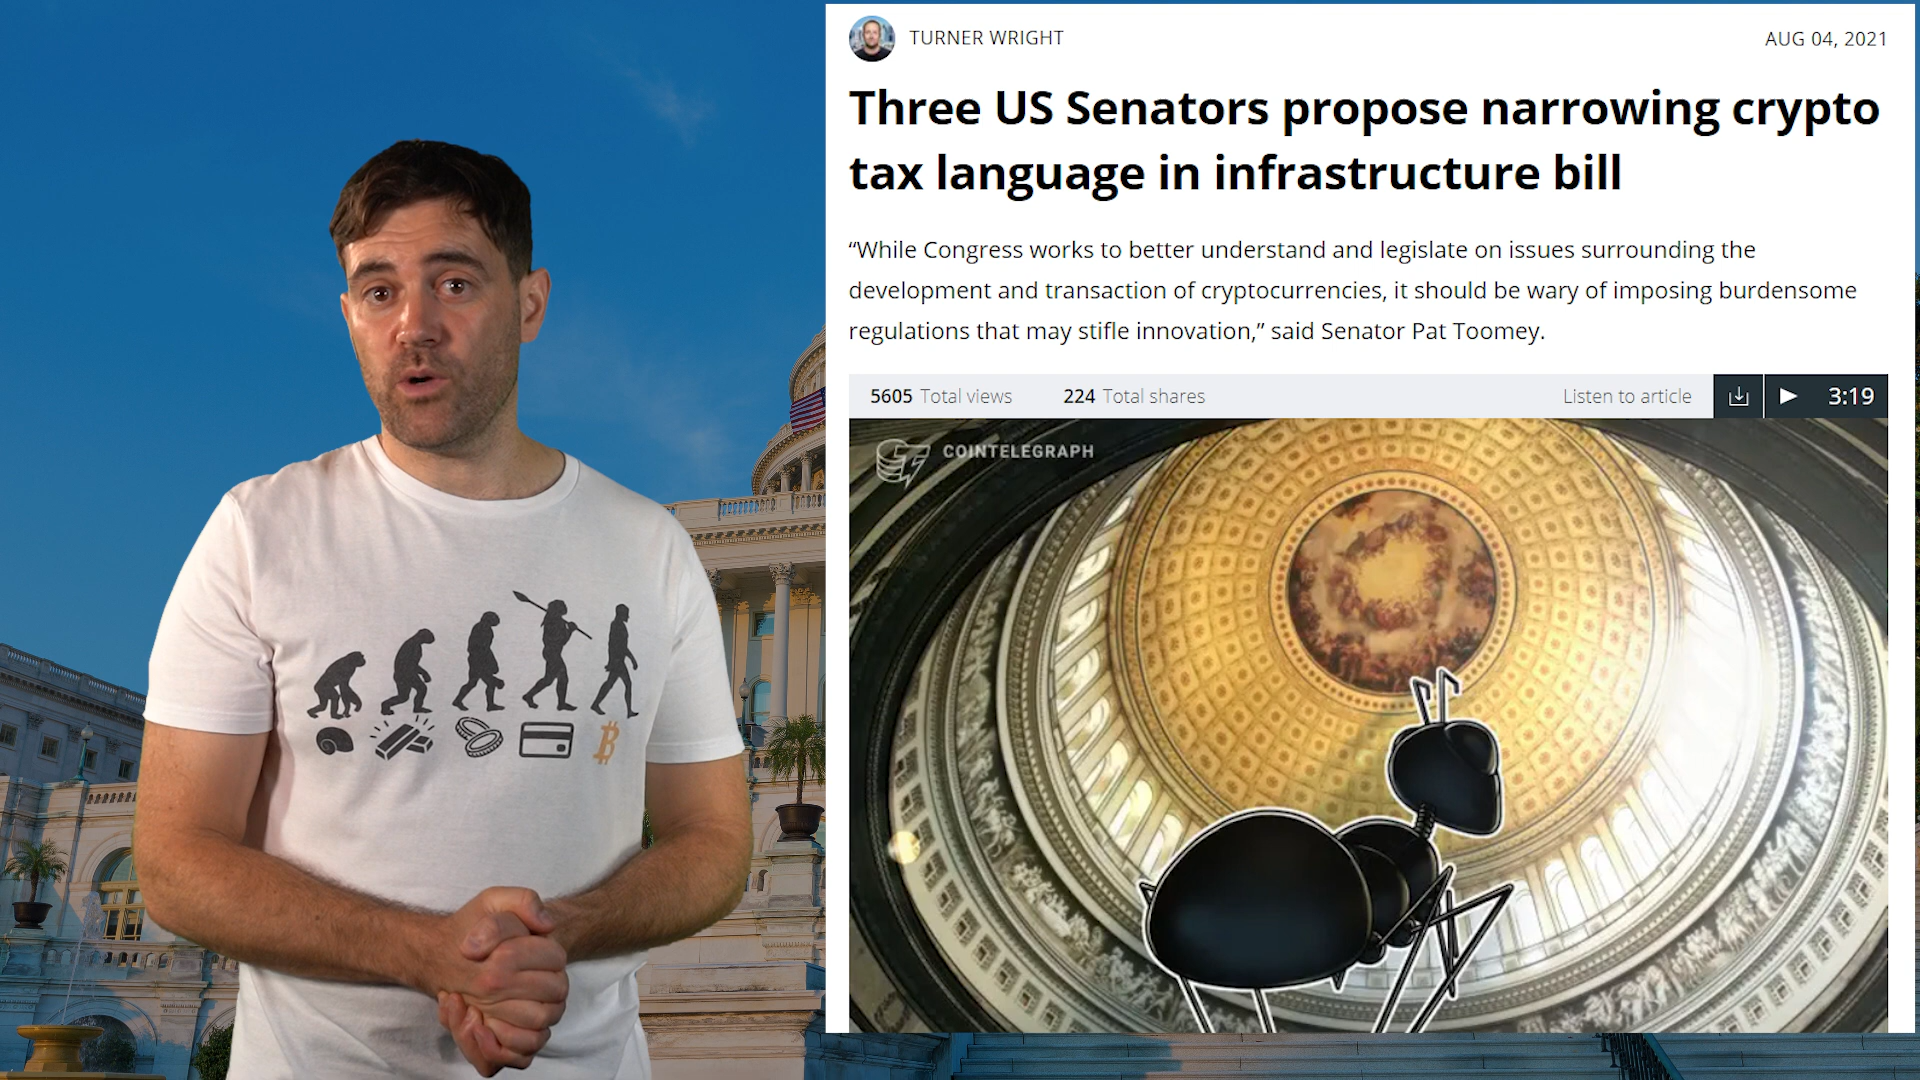 TURNER WRIGHT
AUG 04, 2021
Three US Senators propose narrowing crypto
tax language in infrastructure bill
“While Congress works to better understand and legislate on issues surrounding the
development and transaction of cryptocurrencies, it should be wary of imposing burdensome
regulations that may stifle innovation,” said Senator Pat Toomey.
5605 Total views 224 Total shares Listen to article 3:19
COINTELEGRAPH